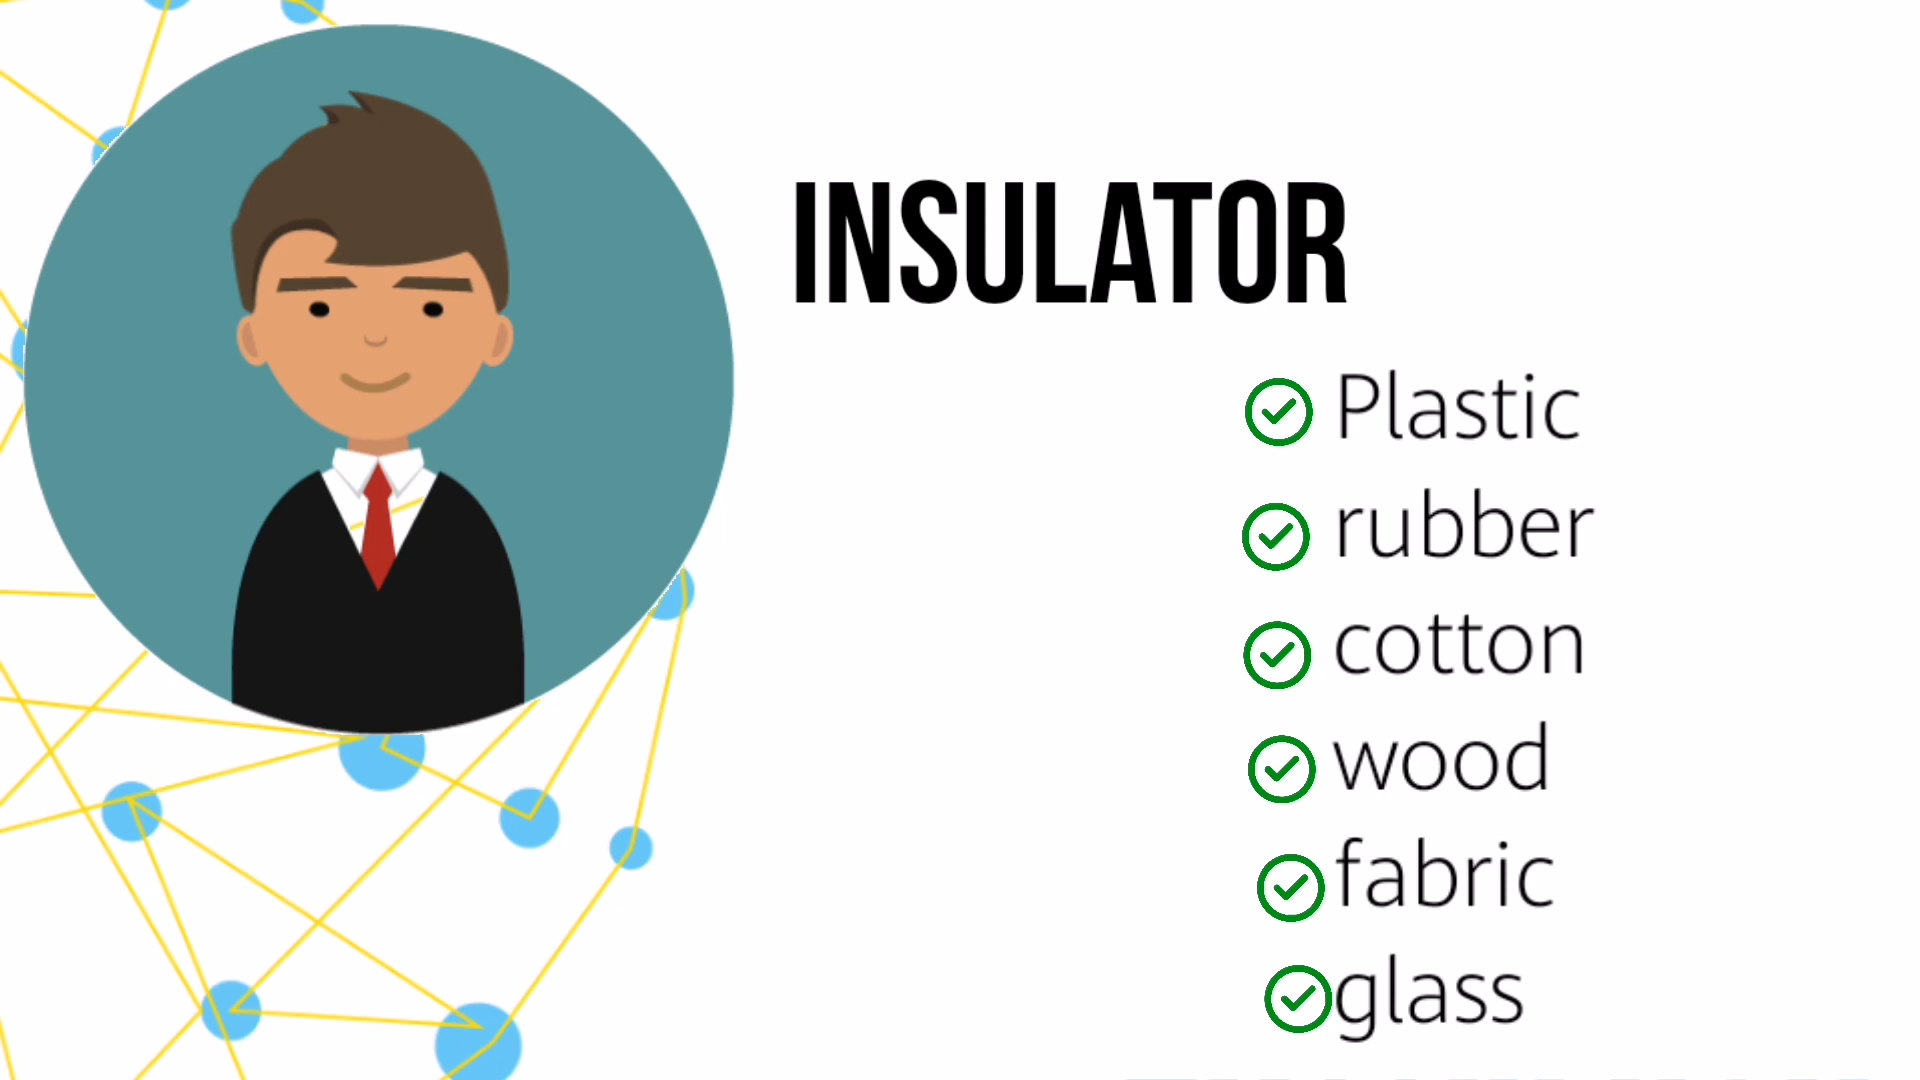 INSULATOR
Plastic
rubber
cotton
wood
fabric
glass